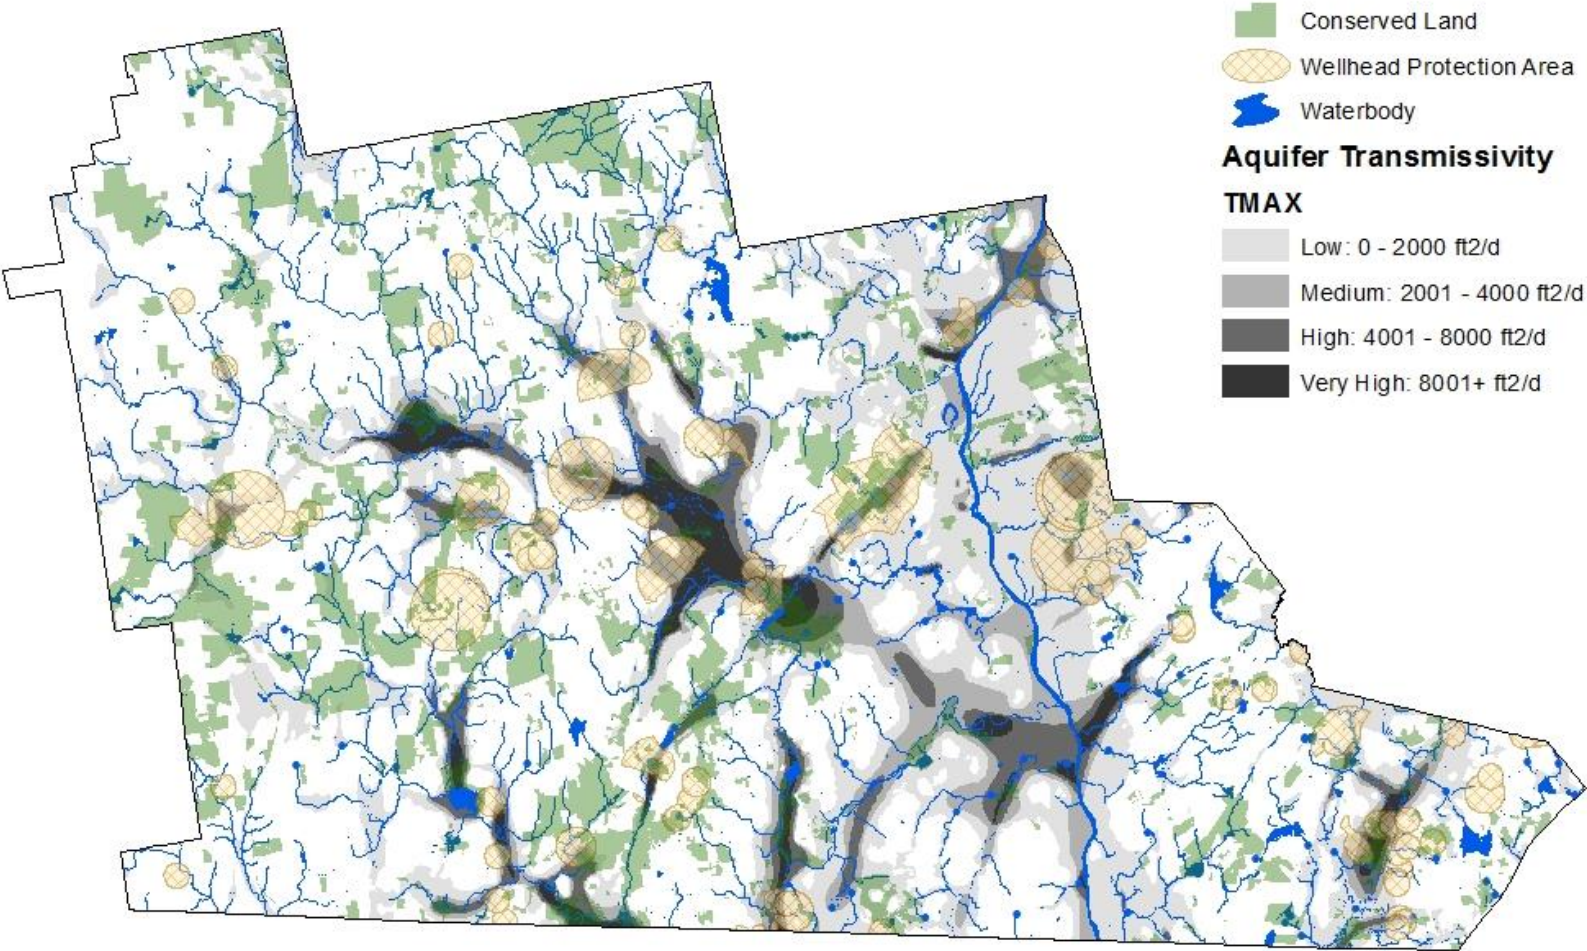 Conserved Land
Wellhead Protection Area
Waterbody
Aquifer Transmissivity
TMAX
Low: 0 - 2000 ft2/d
Medium: 2001 - 4000 ft2/d
High: 4001 - 8000 ft2/d
Very High: 8001+ ft2/d